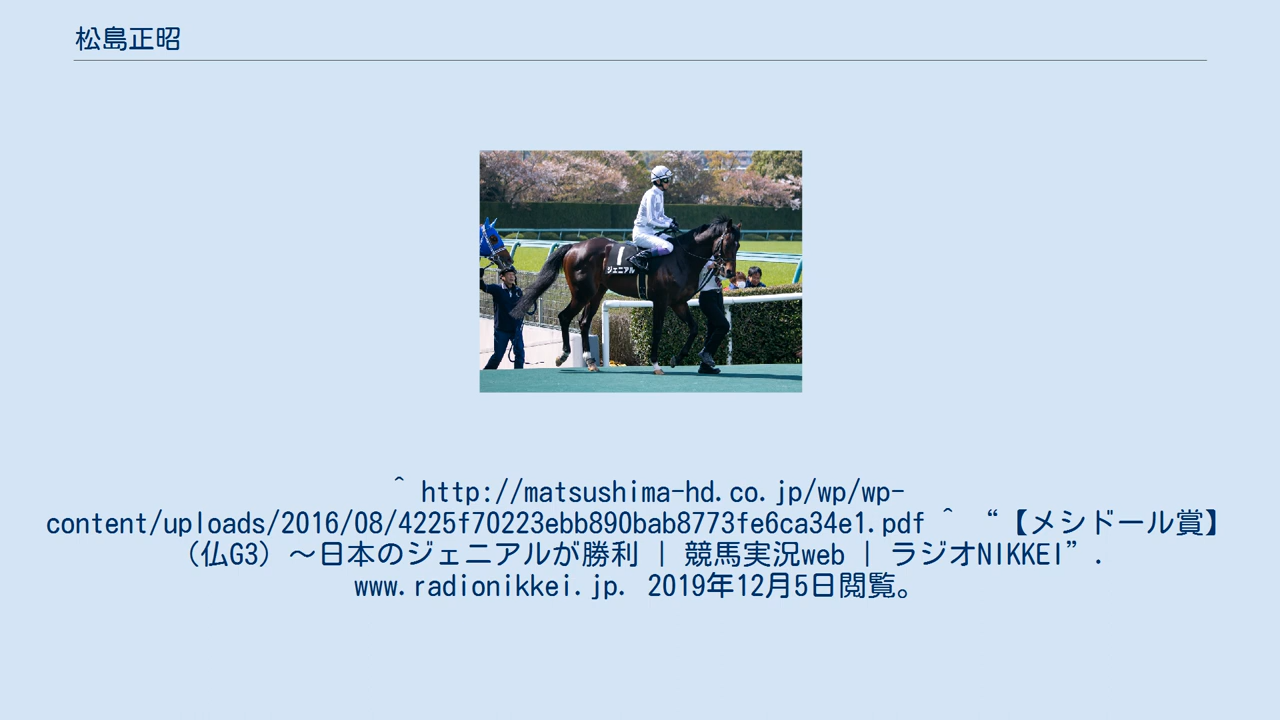 松島正昭
1
ジェニアル
^ http://matsushima-hd.co.jp/wp/wp-
content/uploads/2016/08/4225f70223ebb890bab8773fe6ca34e1.pdf ^ “【メシドール賞】
（仏G3）～日本のジェニアルが勝利 | 競馬実況web | ラジオNIKKEI”.
www.radionikkei.jp. 2019年12月5日閲覧。